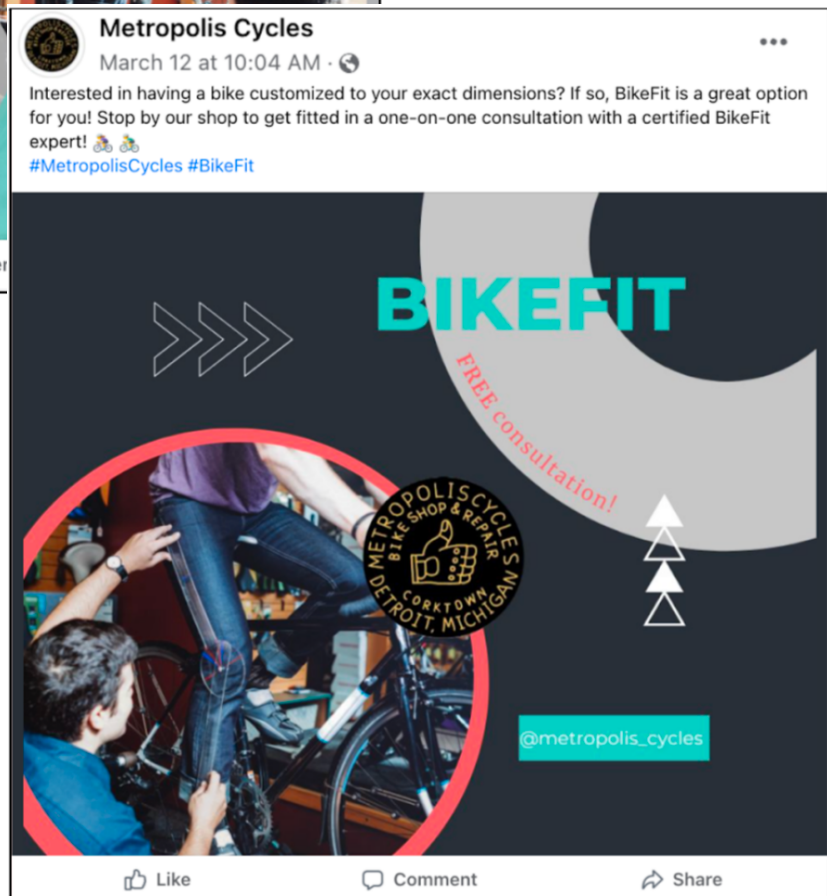 Metropolis Cycles
March 12 at 10:04 AM ·
Interested in having a bike customized to your exact dimensions? If so, BikeFit is a great option
for you! Stop by our shop to get fitted in a one-on-one consultation with a certified BikeFit
expert! 🚴 🚴
#MetropolisCycles #BikeFit
BIKEFIT
FREE consultation!
METROPOLIS CYCLES
BIKE SHOP & REPAIR
CORKTOWN
DETROIT, MICHIGAN
@metropolis_cycles
Like Comment Share